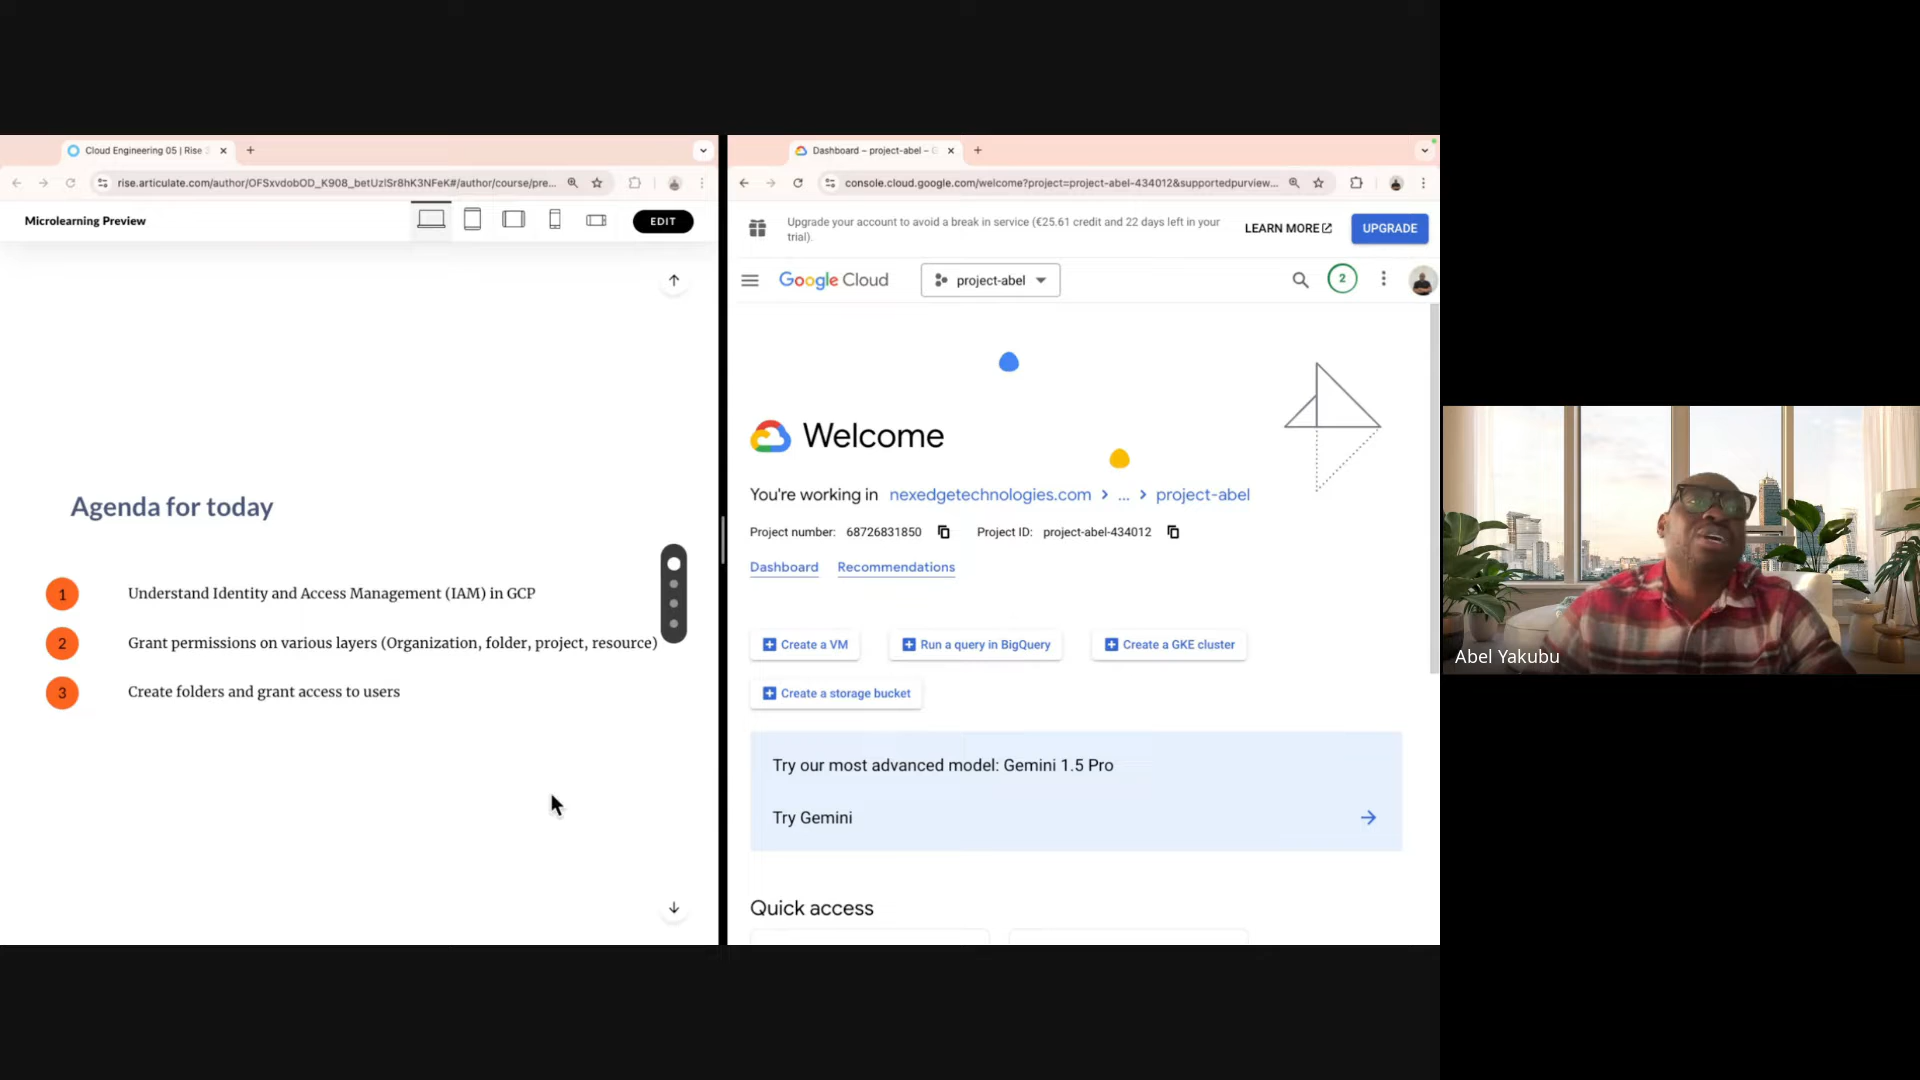 Cloud Engineering 05 | Rise
rise.articulate.com/author/OFSxvdobOD_K908_betUzlSr8hK3NFeK#/author/course/pre...
Microlearning Preview
EDIT
Agenda for today
1 Understand Identity and Access Management (IAM) in GCP
2 Grant permissions on various layers (Organization, folder, project, resource)
3 Create folders and grant access to users
Dashboard – project-abel –
console.cloud.google.com/welcome?project=project-abel-434012&supportedpurview...
Upgrade your account to avoid a break in service (€25.61 credit and 22 days left in your
trial).
LEARN MORE
UPGRADE
Google Cloud
project-abel
2
Welcome
You're working in nexedgetechnologies.com > ... > project-abel
Project number: 68726831850 Project ID: project-abel-434012
Dashboard Recommendations
Create a VM
Run a query in BigQuery
Create a GKE cluster
Create a storage bucket
Try our most advanced model: Gemini 1.5 Pro
Try Gemini
Quick access
Abel Yakubu